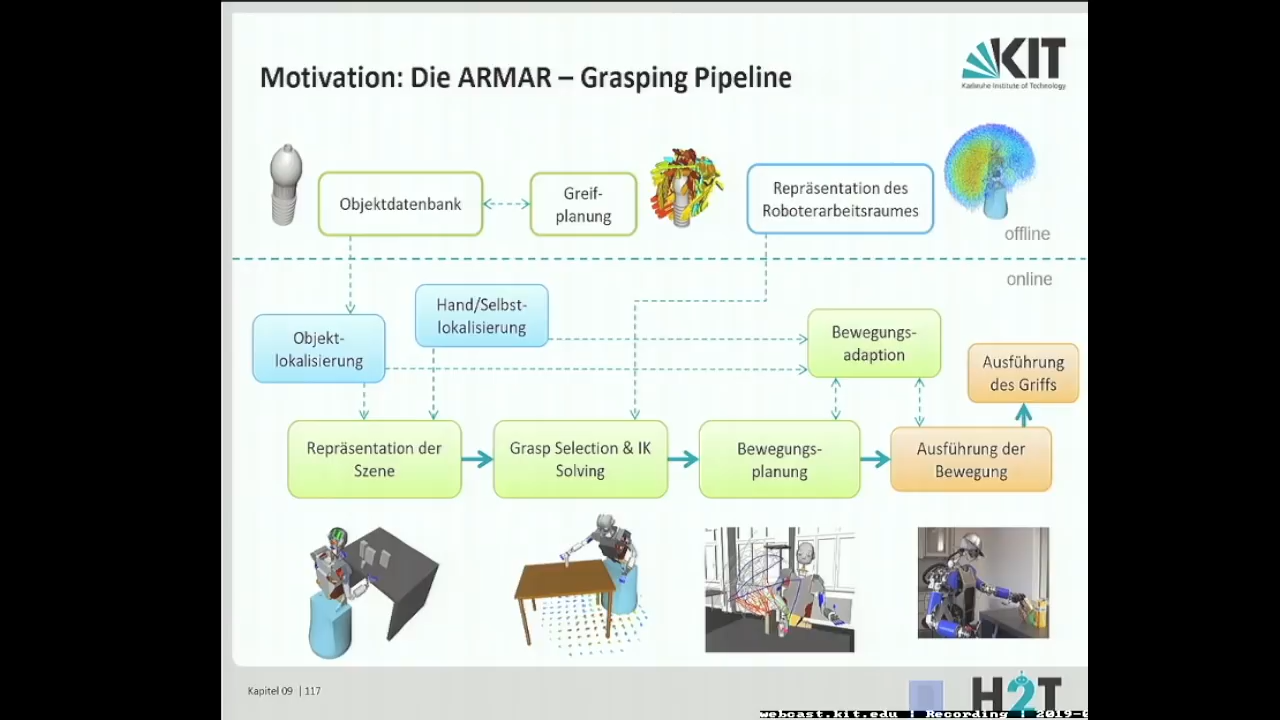 Motivation: Die ARMAR – Grasping Pipeline
KIT
Karlsruhe Institute of Technology
Objektdatenbank
Greif-
planung
Repräsentation des
Roboterarbeitsraumes
offline
online
Hand/Selbst-
lokalisierung
Objekt-
lokalisierung
Bewegungs-
adaption
Ausführung
des Griffs
Repräsentation der
Szene
Grasp Selection & IK
Solving
Bewegungs-
planung
Ausführung der
Bewegung
Kapitel 09 | 117
H2T
webcast.kit.edu | Recording | 2019-